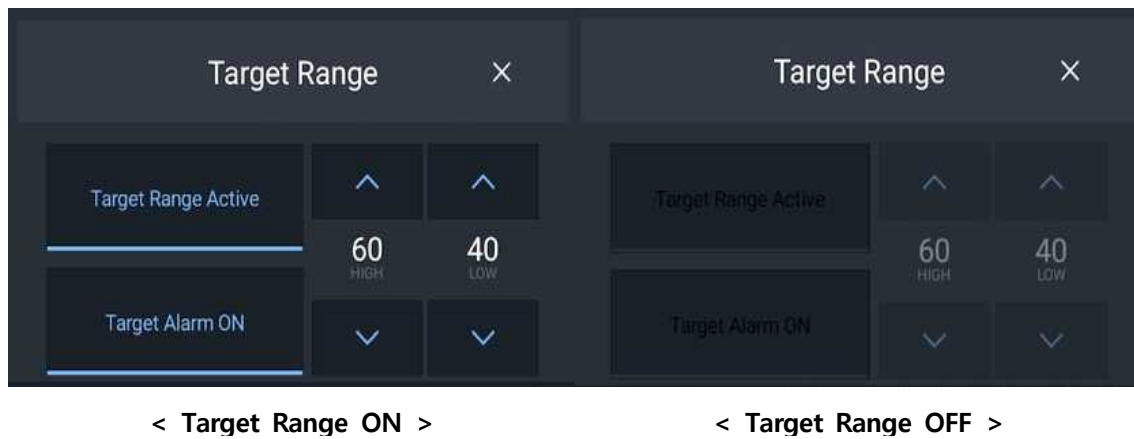 Target Range ×
Target Range Active
60
HIGH
40
LOW
Target Alarm ON
Target Range ×
Target Range Active
60
HIGH
40
LOW
Target Alarm ON
< Target Range ON >
< Target Range OFF >